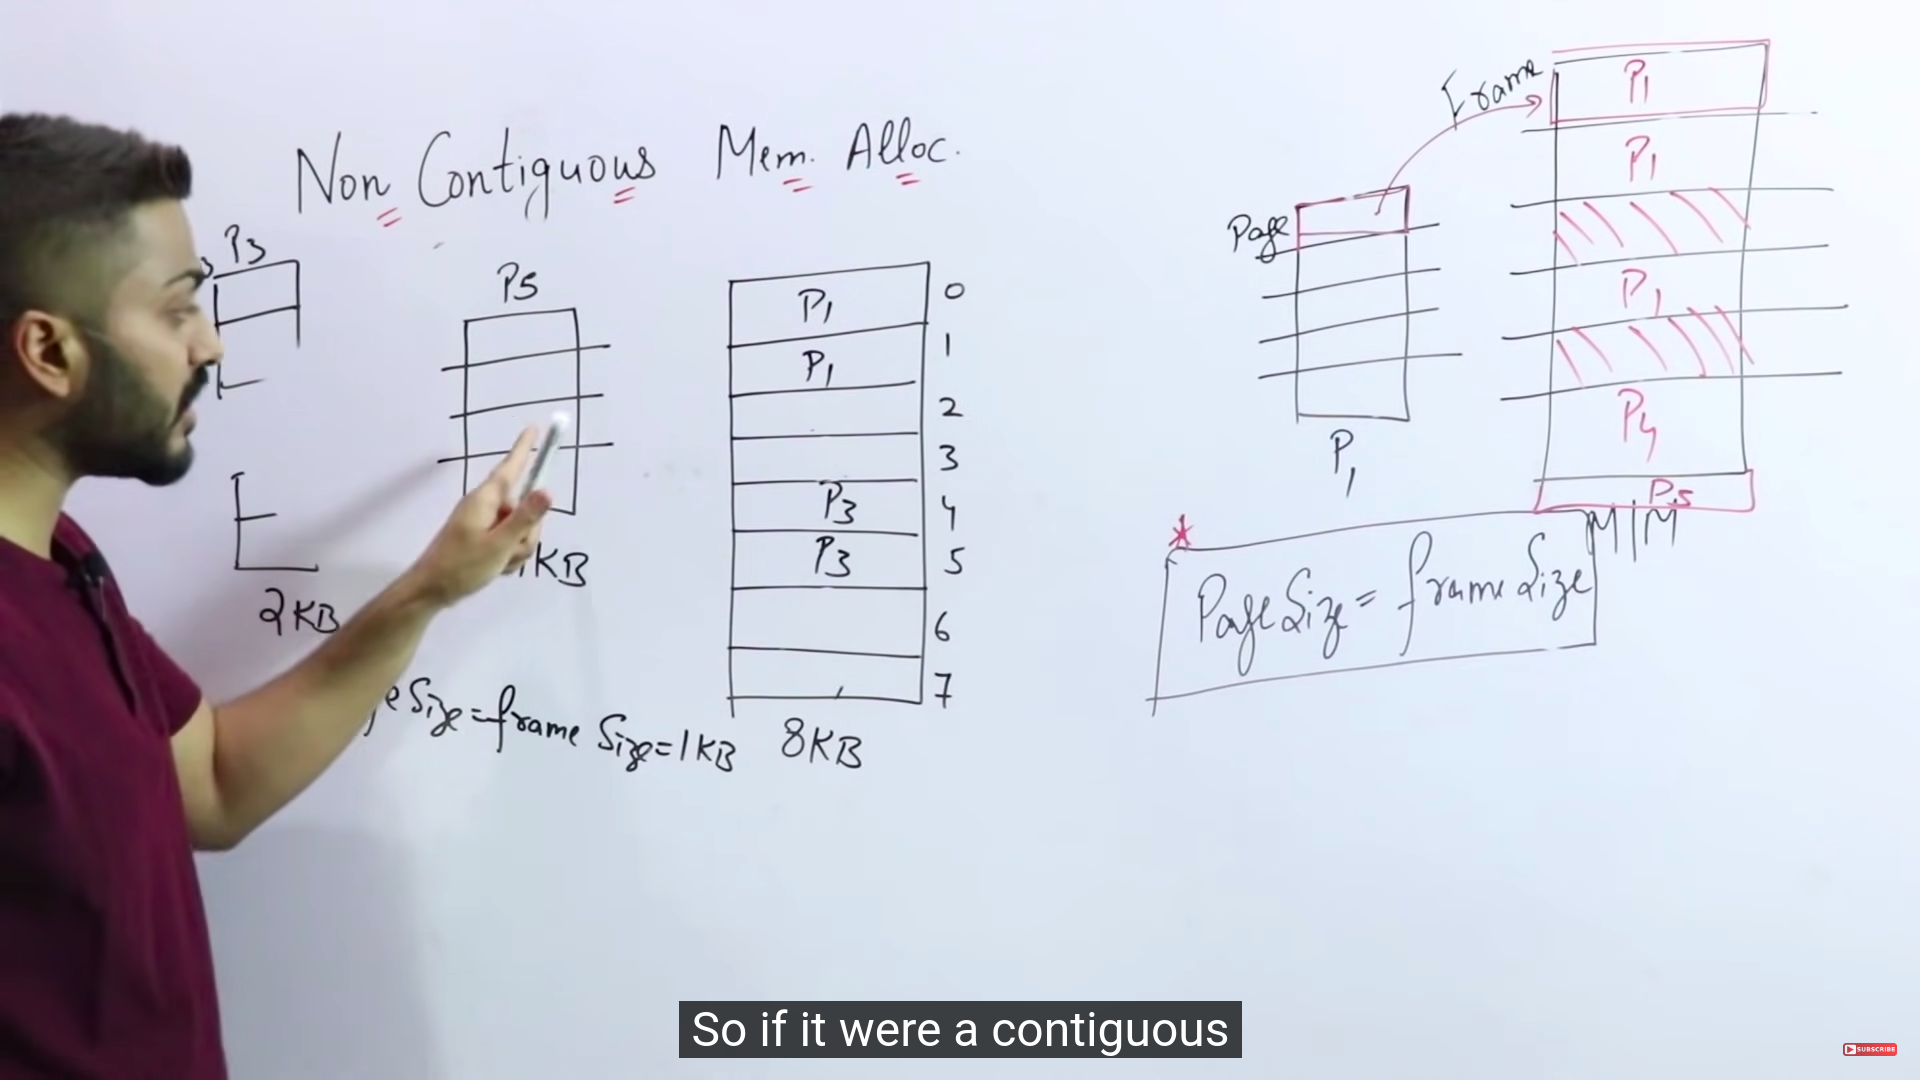 Non Contiguous Mem. Alloc.
P3
P5
2KB
KB
P1
P1
P3
P3
0
1
2
3
4
5
6
7
8KB
e Size = frame Size = 1KB
Frame
Page
P1
P1
P1
P1
P4
P5
M/M
* Page Size = frame Size
So if it were a contiguous
SUBSCRIBE